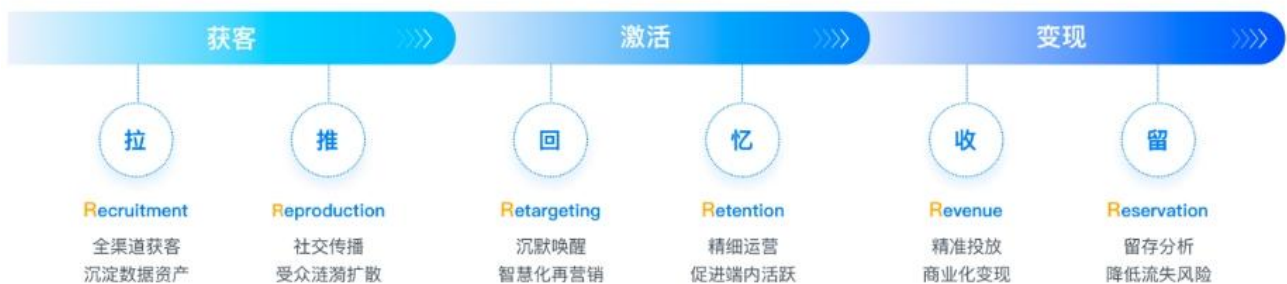 获客
激活
变现
拉
推
回
忆
收
留
Recruitment
Reproduction
Retargeting
Retention
Revenue
Reservation
全渠道获客
社交传播
沉默唤醒
精细运营
精准投放
留存分析
沉淀数据资产
受众涟漪扩散
智慧化再营销
促进端内活跃
商业化变现
降低流失风险